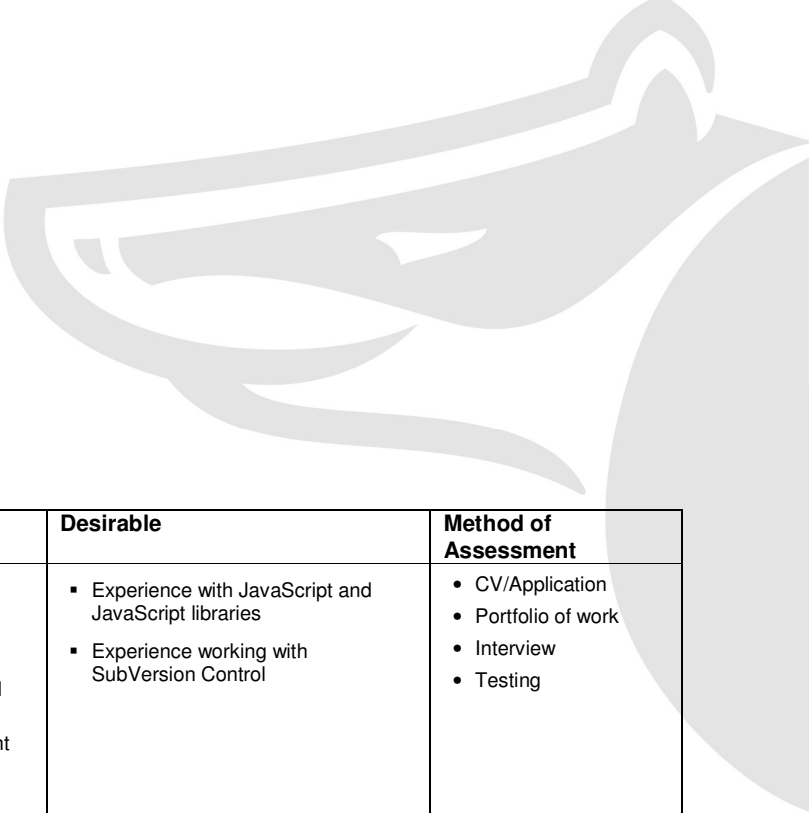 Desirable
Method of
Assessment
▪ Experience with JavaScript and
JavaScript libraries
▪ Experience working with
SubVersion Control
• CV/Application
• Portfolio of work
• Interview
• Testing